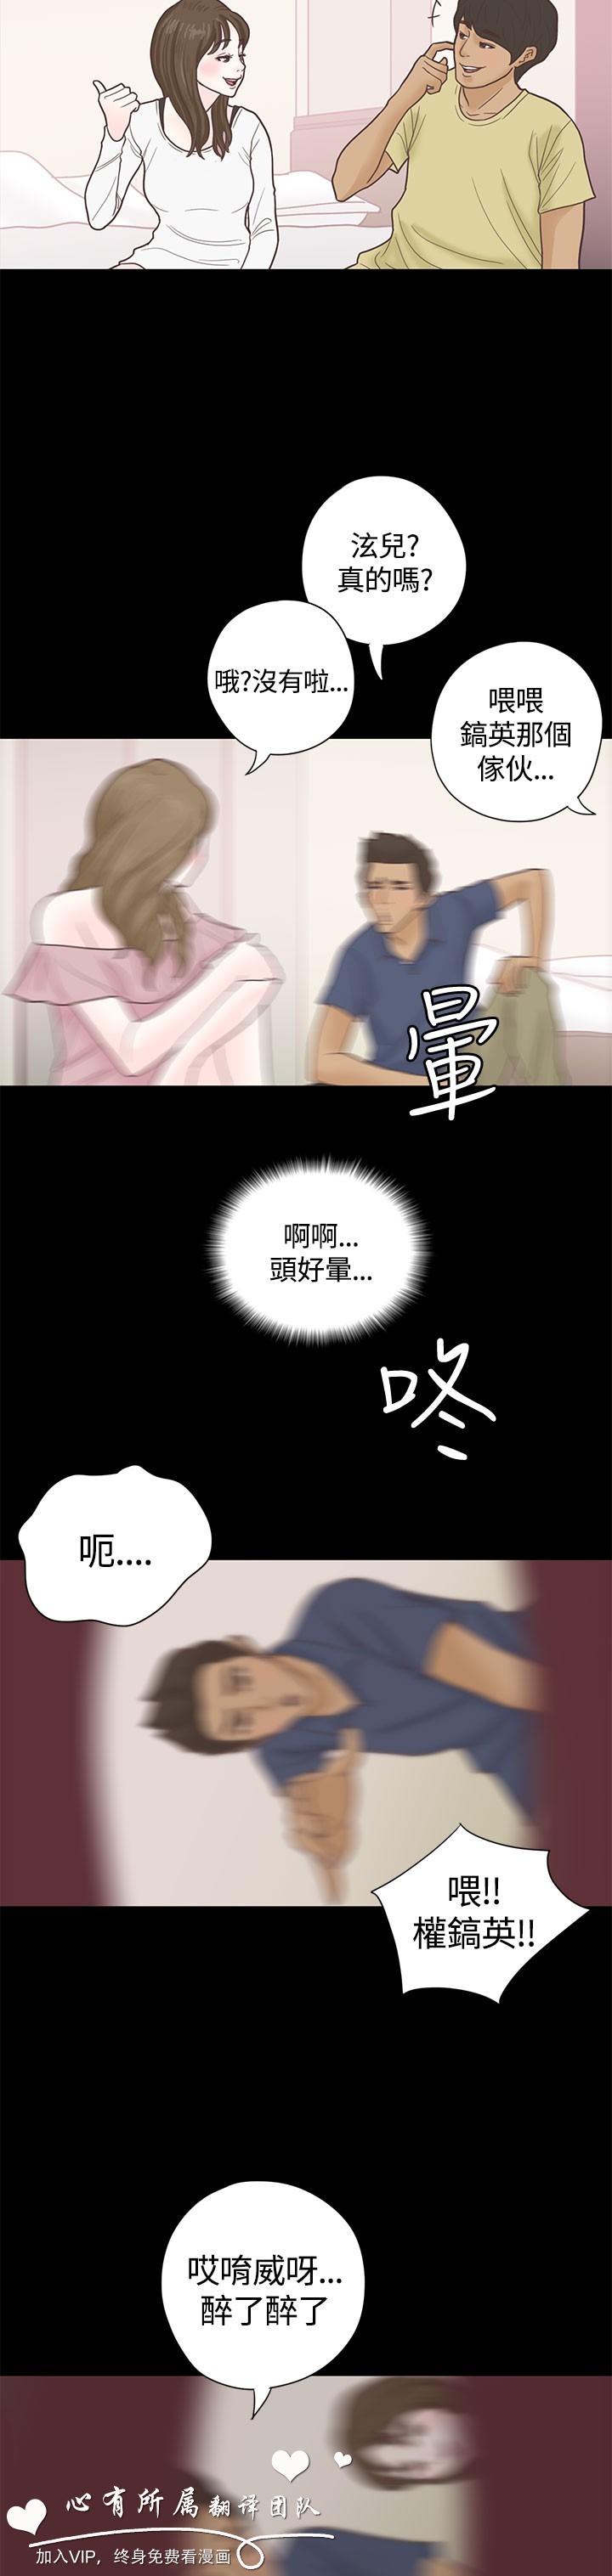 泫兒?
真的嗎?
哦?沒有啦...
喂喂
鎬英那個
傢伙...
暈
啊啊...
頭好暈...
咚
呃....
喂!!
權鎬英!!
哎唷威呀...
醉了醉了
心有所属翻译团队
加入VIP，终身免费看漫画